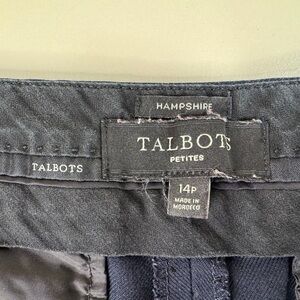 HAMPSHIRE
TALBOTS
PETITES
TALBOTS
14P
MADE IN
MOROCCO